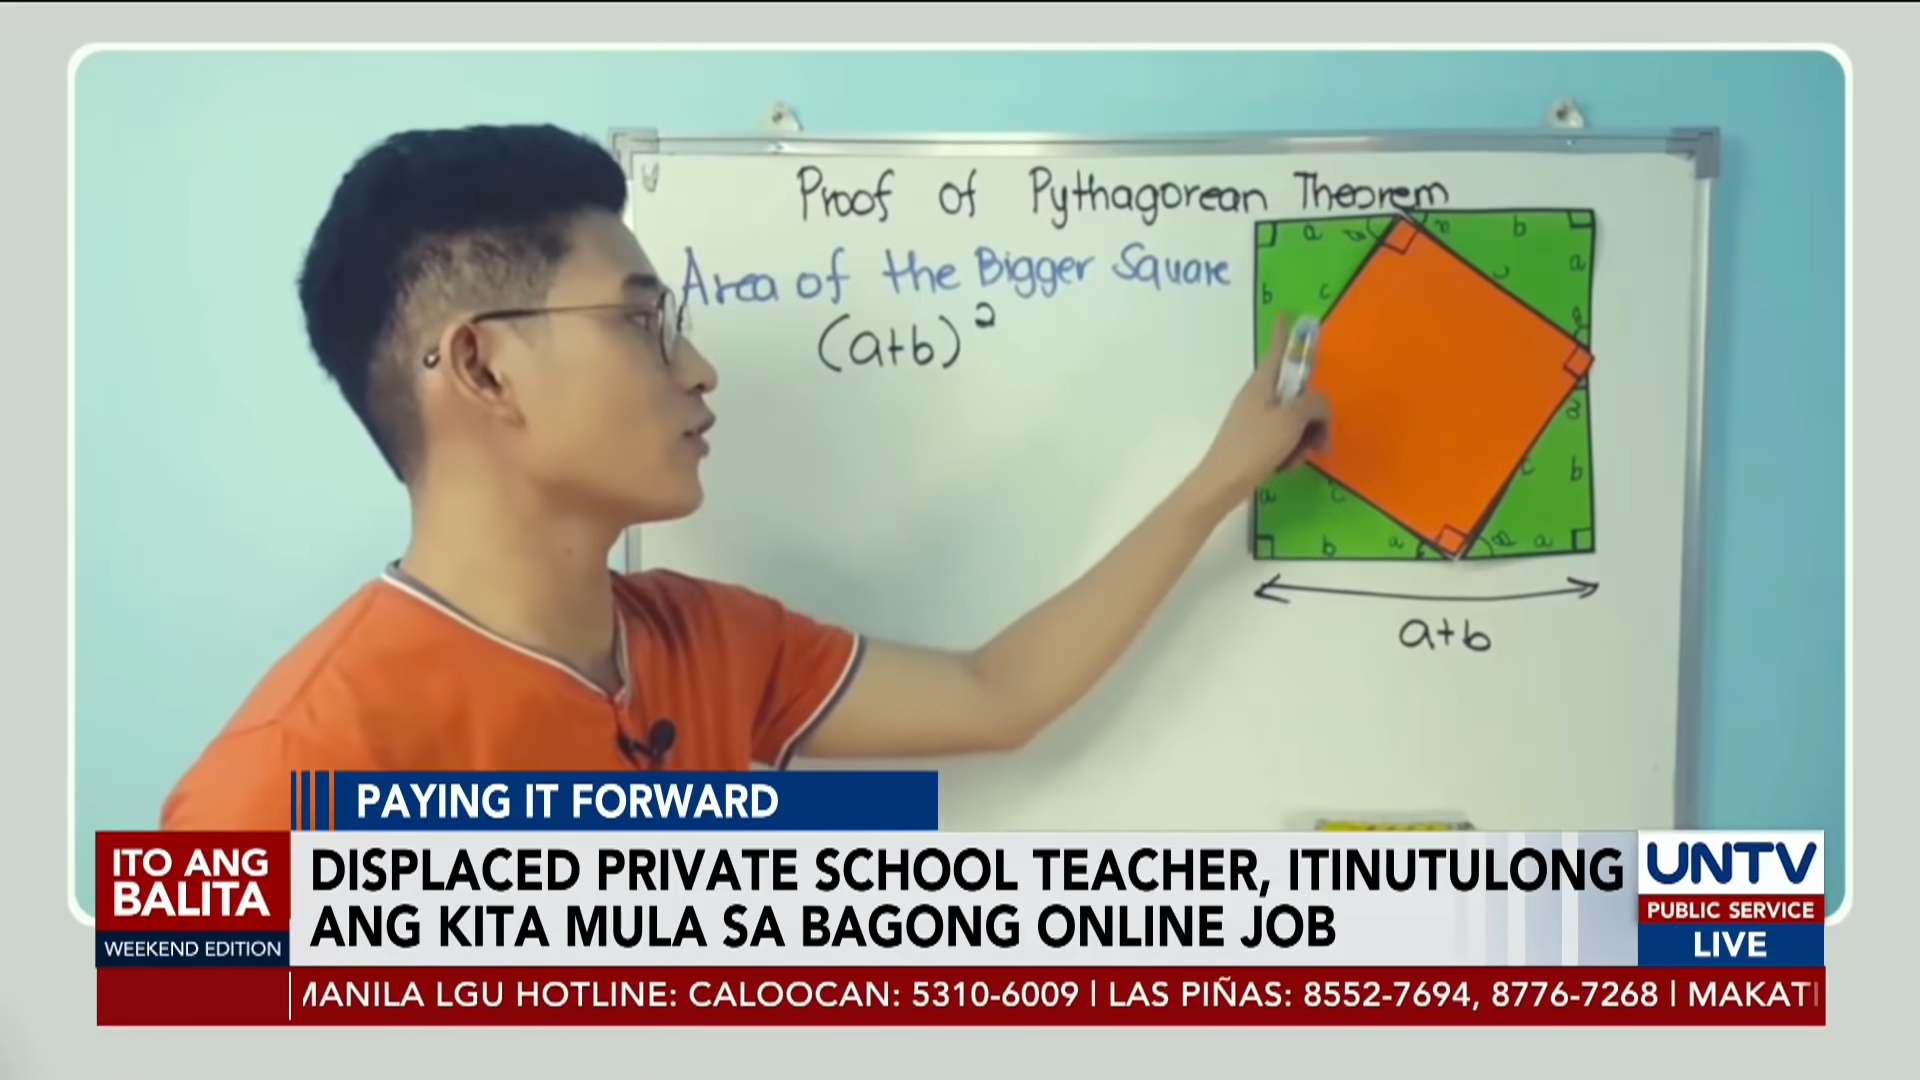 Proof of Pythagorean Theorem
Area of the Bigger Square
(a+b)²
a
b
a
b
c
c
a
c
b
a
c
b
a
a+b
PAYING IT FORWARD
ITO ANG
BALITA
WEEKEND EDITION
DISPLACED PRIVATE SCHOOL TEACHER, ITINUTULONG
ANG KITA MULA SA BAGONG ONLINE JOB
UNTV
PUBLIC SERVICE
LIVE
MANILA LGU HOTLINE: CALOOCAN: 5310-6009 | LAS PIÑAS: 8552-7694, 8776-7268 | MAKATI